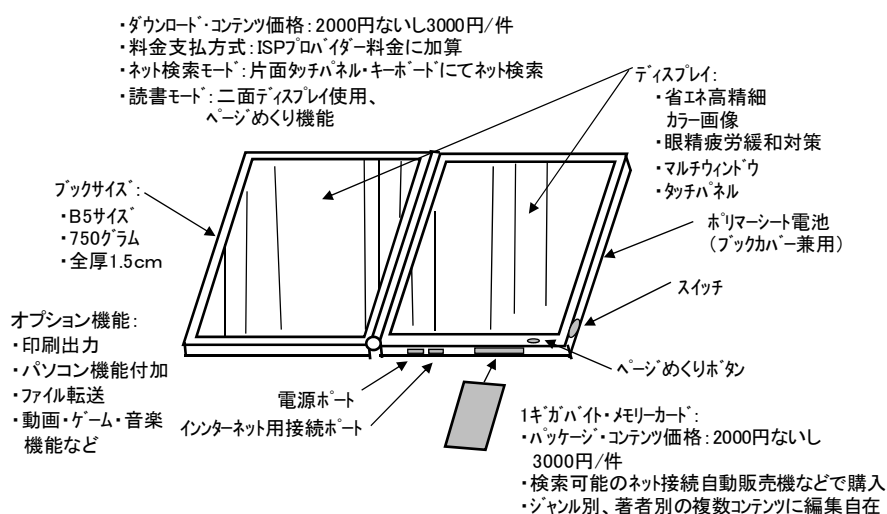 ・ダウンロード・コンテンツ価格：2000円ないし3000円/件
・料金支払方式：ISPプロバイダー料金に加算
・ネット検索モード：片面タッチパネル・キーボードにてネット検索
・読書モード：二面ディスプレイ使用、
ページめくり機能
ディスプレイ：
・省エネ高精細
カラー画像
・眼精疲労緩和対策
・マルチウィンドウ
・タッチパネル
ブックサイズ：
・B5サイズ
・750グラム
・全厚1.5cm
ポリマーシート電池
（ブックカバー兼用）
スイッチ
オプション機能：
・印刷出力
・パソコン機能付加
・ファイル転送
・動画・ゲーム・音楽
機能など
ページめくりボタン
電源ポート
インンターネット用接続ポート
1ギガバイト・メモリーカード：
・パッケージ・コンテンツ価格：2000円ないし
3000円/件
・検索可能のネット接続自動販売機などで購入
・ジャンル別、著者別の複数コンテンツに編集自在